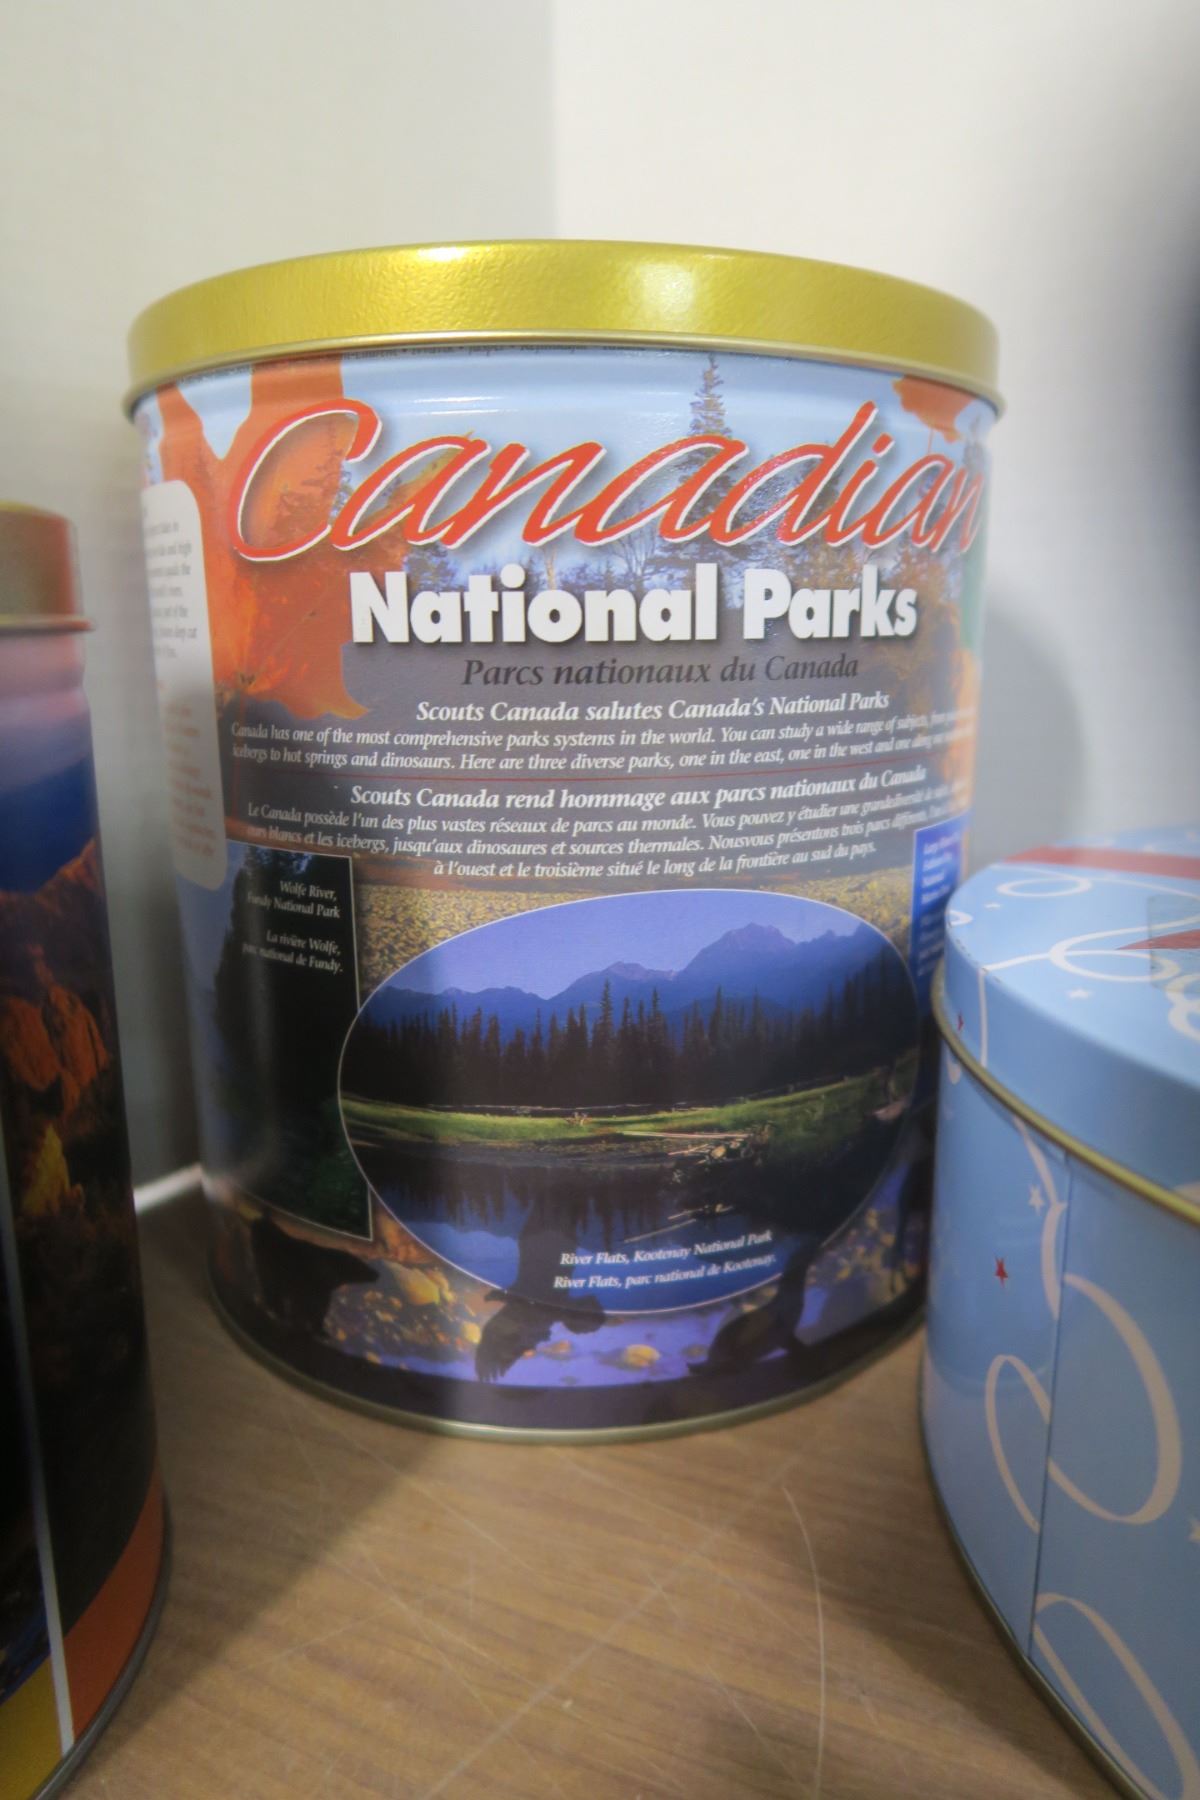 Canadian
National Parks
Parcs nationaux du Canada
Scouts Canada salutes Canada's National Parks
Canada has one of the most comprehensive parks systems in the world. You can study a wide range of subjects, from
icebergs to hot springs and dinosaurs. Here are three diverse parks, one in the east, one in the west and one along
Scouts Canada rend hommage aux parcs nationaux du Canada
Le Canada possède l'un des plus vastes réseaux de parcs au monde. Vous pouvez y étudier une grandediversité de
ours blancs et les icebergs, jusqu'aux dinosaures et sources thermales. Nousvous présentons trois parcs différents,
à l'ouest et le troisième situé le long de la frontière au sud du pays.
Wolfe River,
Fundy National Park
La rivière Wolfe,
parc national de Fundy.
River Flats, Kootenay National Park
River Flats, parc national de Kootenay.